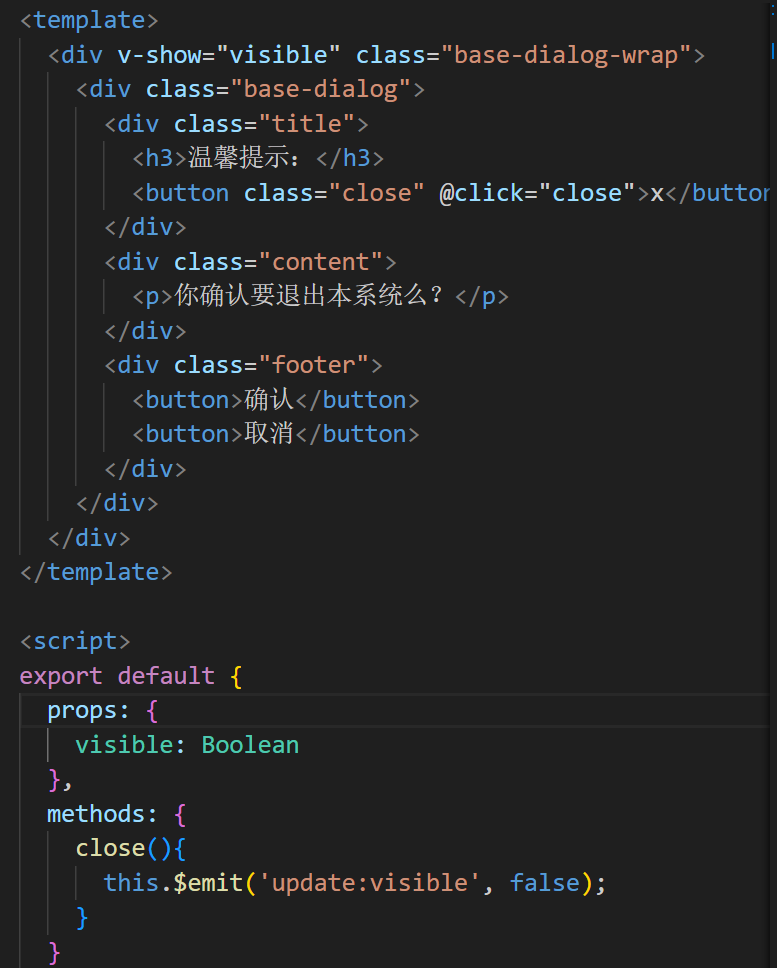 <template>
  <div v-show="visible" class="base-dialog-wrap">
    <div class="base-dialog">
      <div class="title">
        <h3>温馨提示：</h3>
        <button class="close" @click="close">x</button
      </div>
      <div class="content">
        <p>你确认要退出本系统么？</p>
      </div>
      <div class="footer">
        <button>确认</button>
        <button>取消</button>
      </div>
    </div>
  </div>
</template>

<script>
export default {
  props: {
    visible: Boolean
  },
  methods: {
    close(){
      this.$emit('update:visible', false);
    }
  }